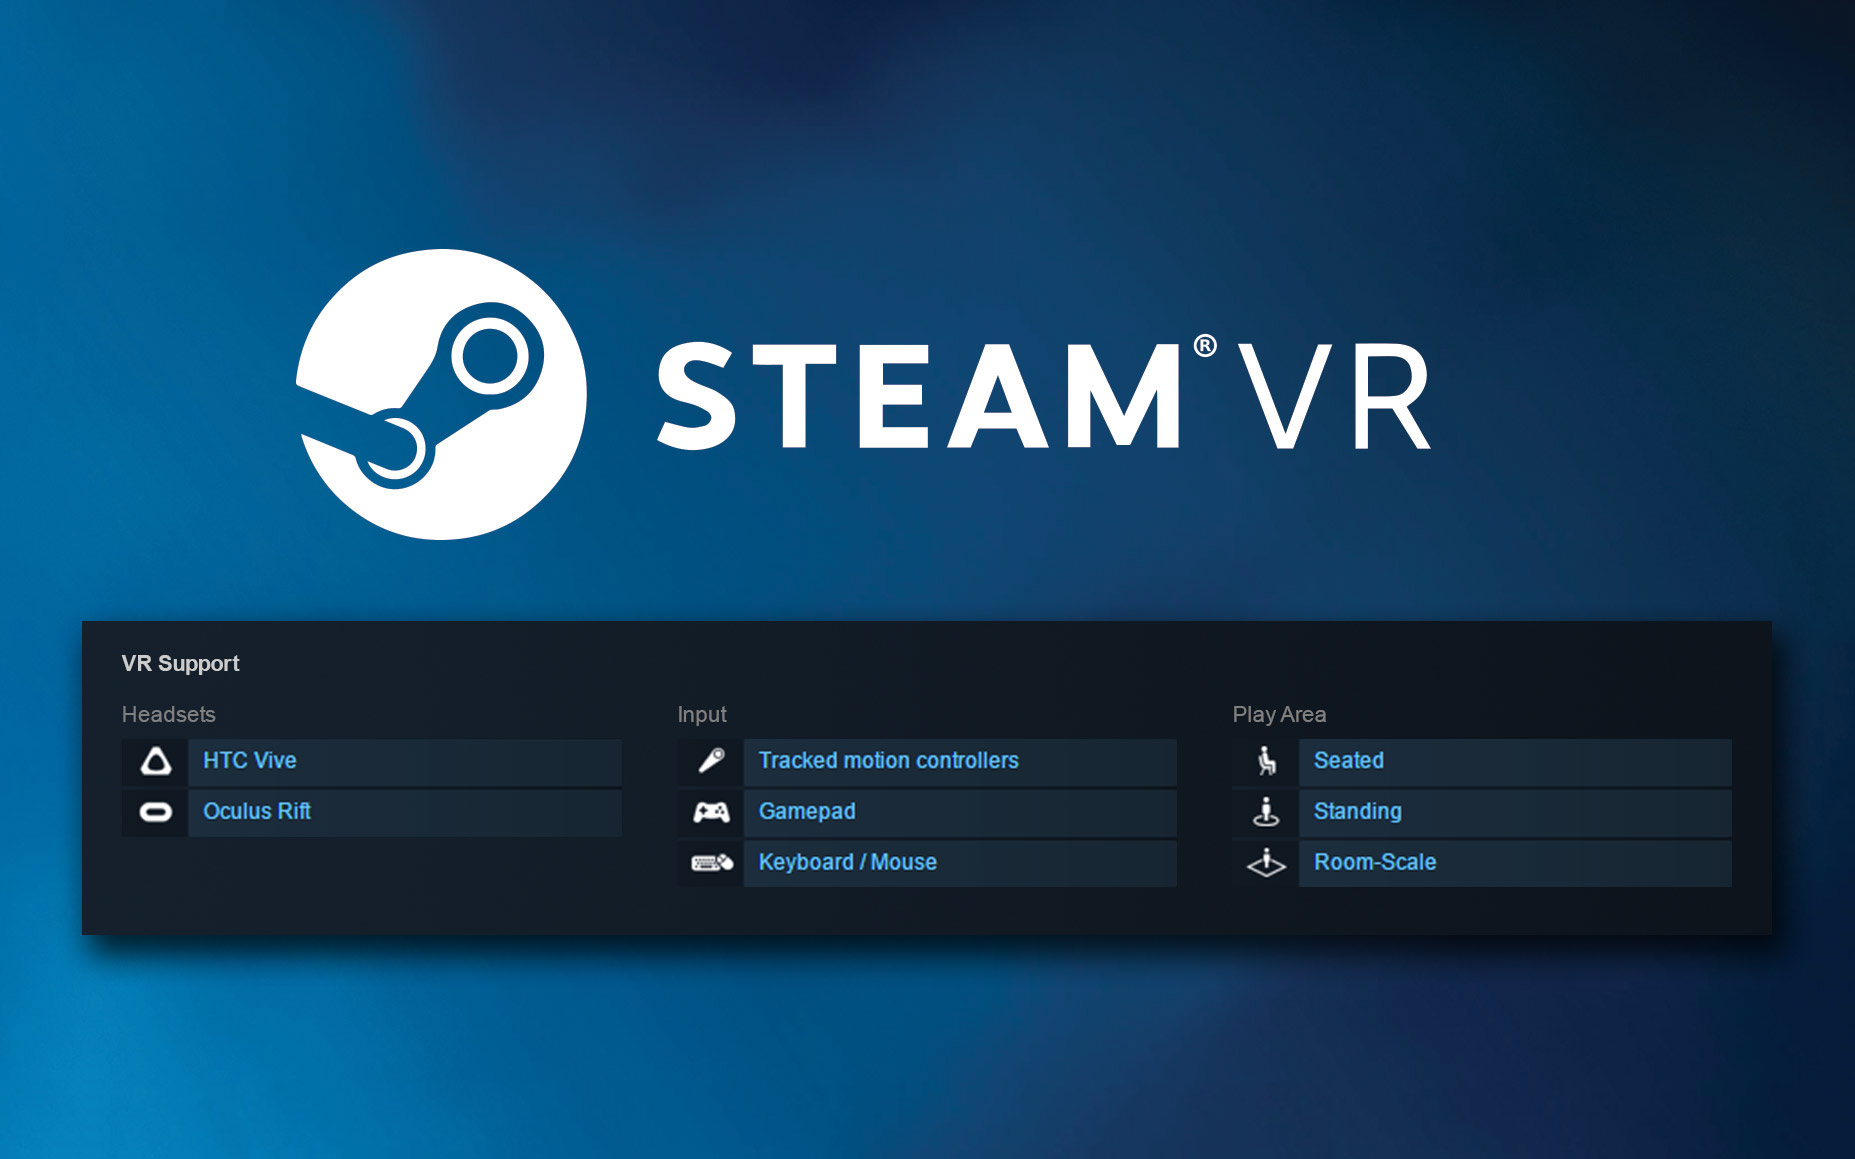 STEAM® VR
VR Support
Headsets
HTC Vive
Oculus Rift
Input
Tracked motion controllers
Gamepad
Keyboard / Mouse
Play Area
Seated
Standing
Room-Scale